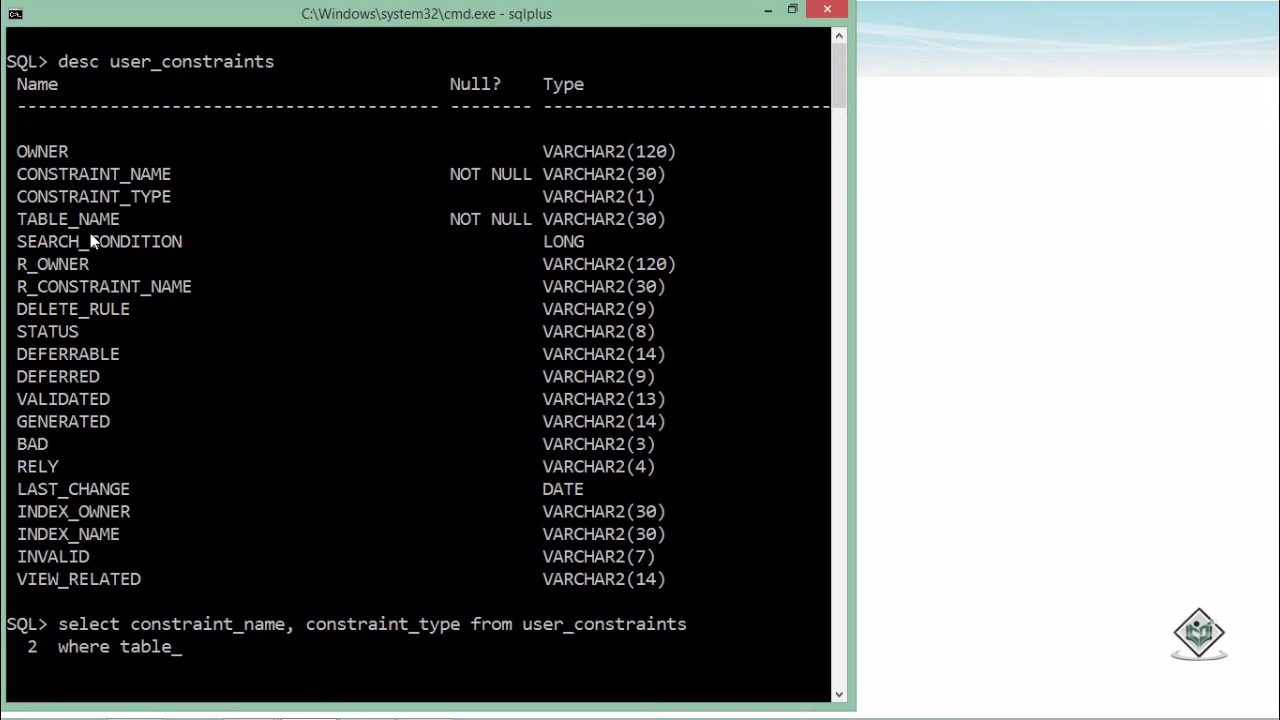 C:\Windows\system32\cmd.exe - sqlplus
SQL> desc user_constraints
Name Null? Type
----------------------------------------- -------- ----------------------------
OWNER VARCHAR2(120)
CONSTRAINT_NAME NOT NULL VARCHAR2(30)
CONSTRAINT_TYPE VARCHAR2(1)
TABLE_NAME NOT NULL VARCHAR2(30)
SEARCH_CONDITION LONG
R_OWNER VARCHAR2(120)
R_CONSTRAINT_NAME VARCHAR2(30)
DELETE_RULE VARCHAR2(9)
STATUS VARCHAR2(8)
DEFERRABLE VARCHAR2(14)
DEFERRED VARCHAR2(9)
VALIDATED VARCHAR2(13)
GENERATED VARCHAR2(14)
BAD VARCHAR2(3)
RELY VARCHAR2(4)
LAST_CHANGE DATE
INDEX_OWNER VARCHAR2(30)
INDEX_NAME VARCHAR2(30)
INVALID VARCHAR2(7)
VIEW_RELATED VARCHAR2(14)
SQL> select constraint_name, constraint_type from user_constraints
2 where table_